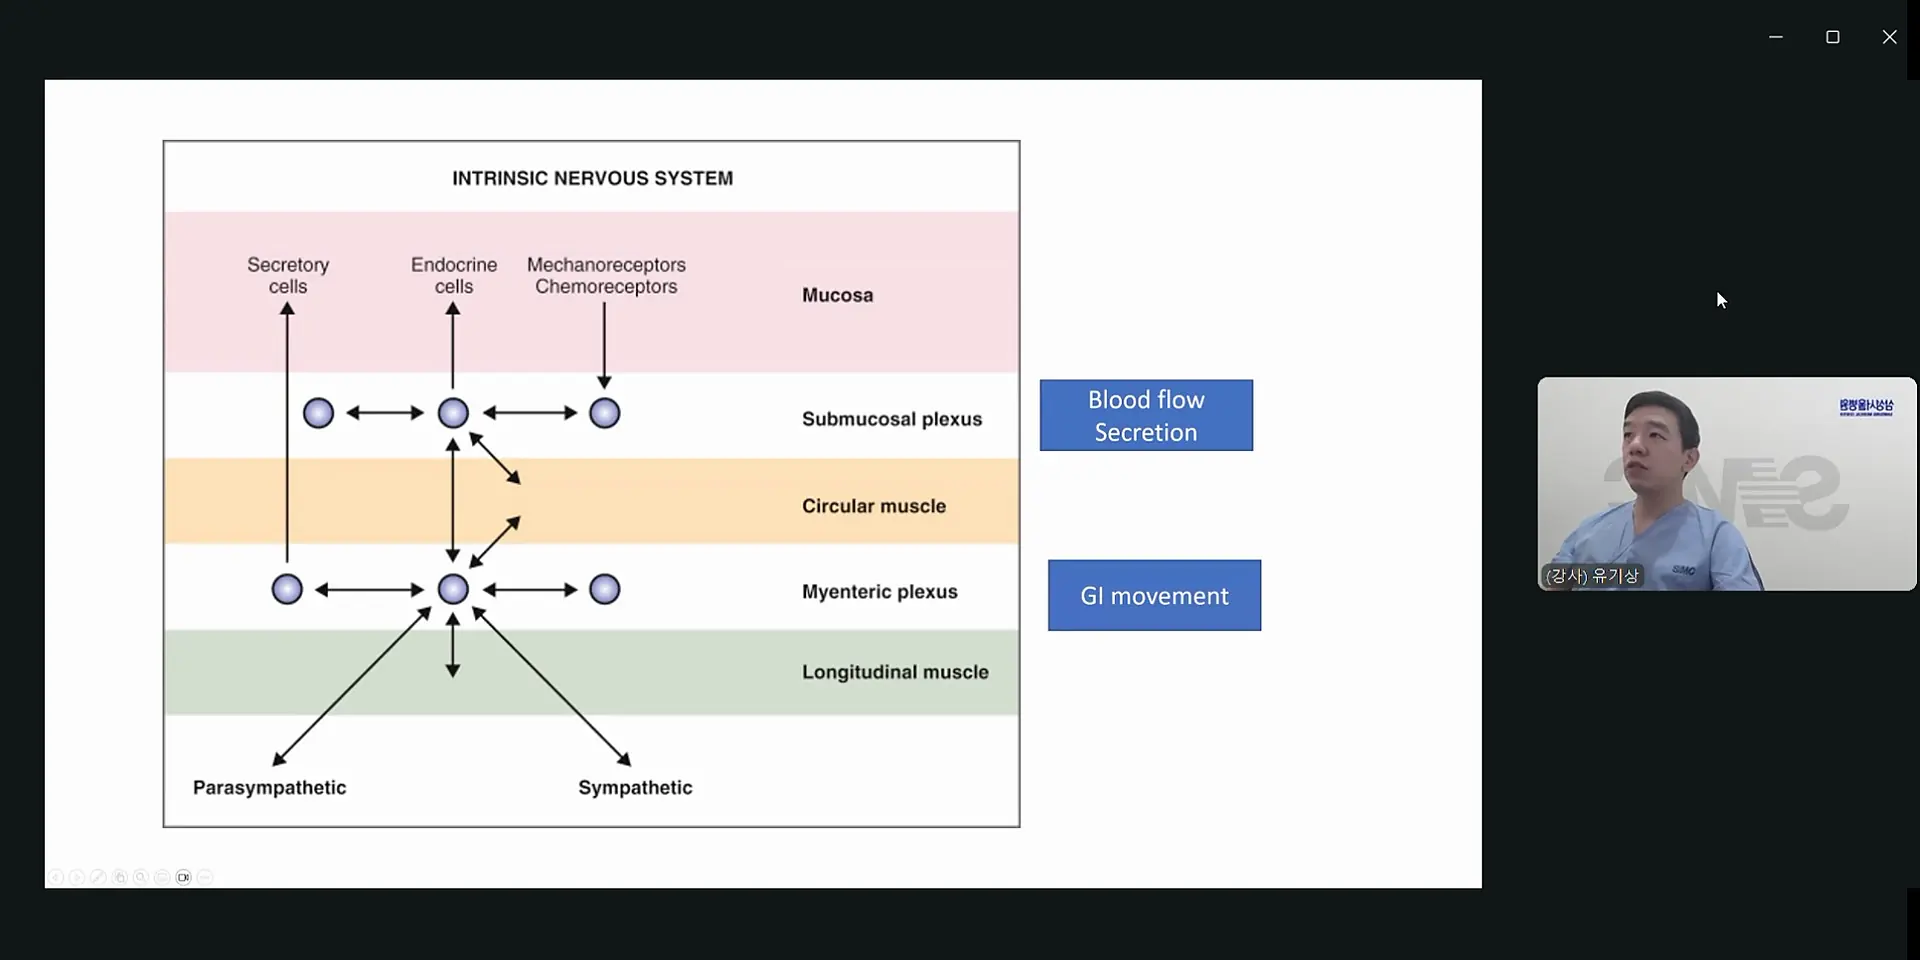 INTRINSIC NERVOUS SYSTEM
Secretory
cells
Endocrine
cells
Mechanoreceptors
Chemoreceptors
Mucosa
Submucosal plexus
Blood flow
Secretion
Circular muscle
Myenteric plexus
GI movement
Longitudinal muscle
Parasympathetic
Sympathetic
(강사) 유기상
SMC